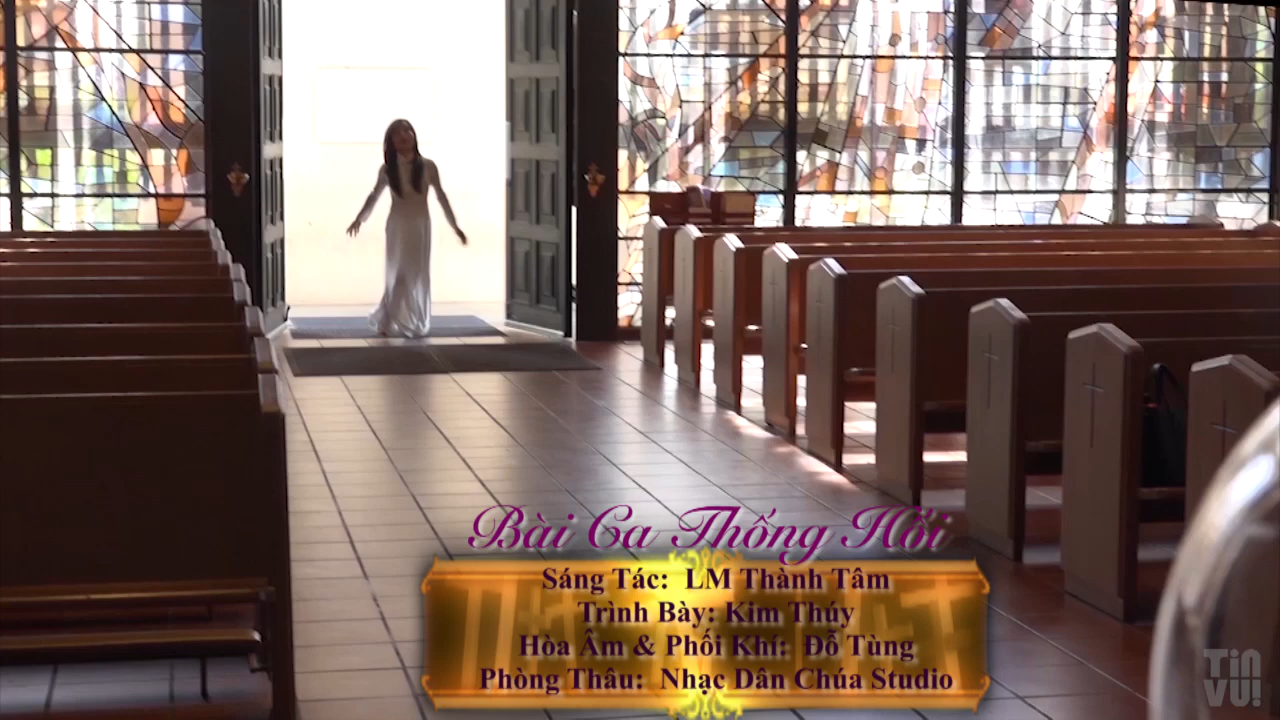 Bài Ca Thống Hối
Sáng Tác: LM Thành Tâm
Trình Bày: Kim Thúy
Hòa Âm & Phối Khí: Đỗ Tùng
Phòng Thâu: Nhạc Dân Chúa Studio
TiN
VUI